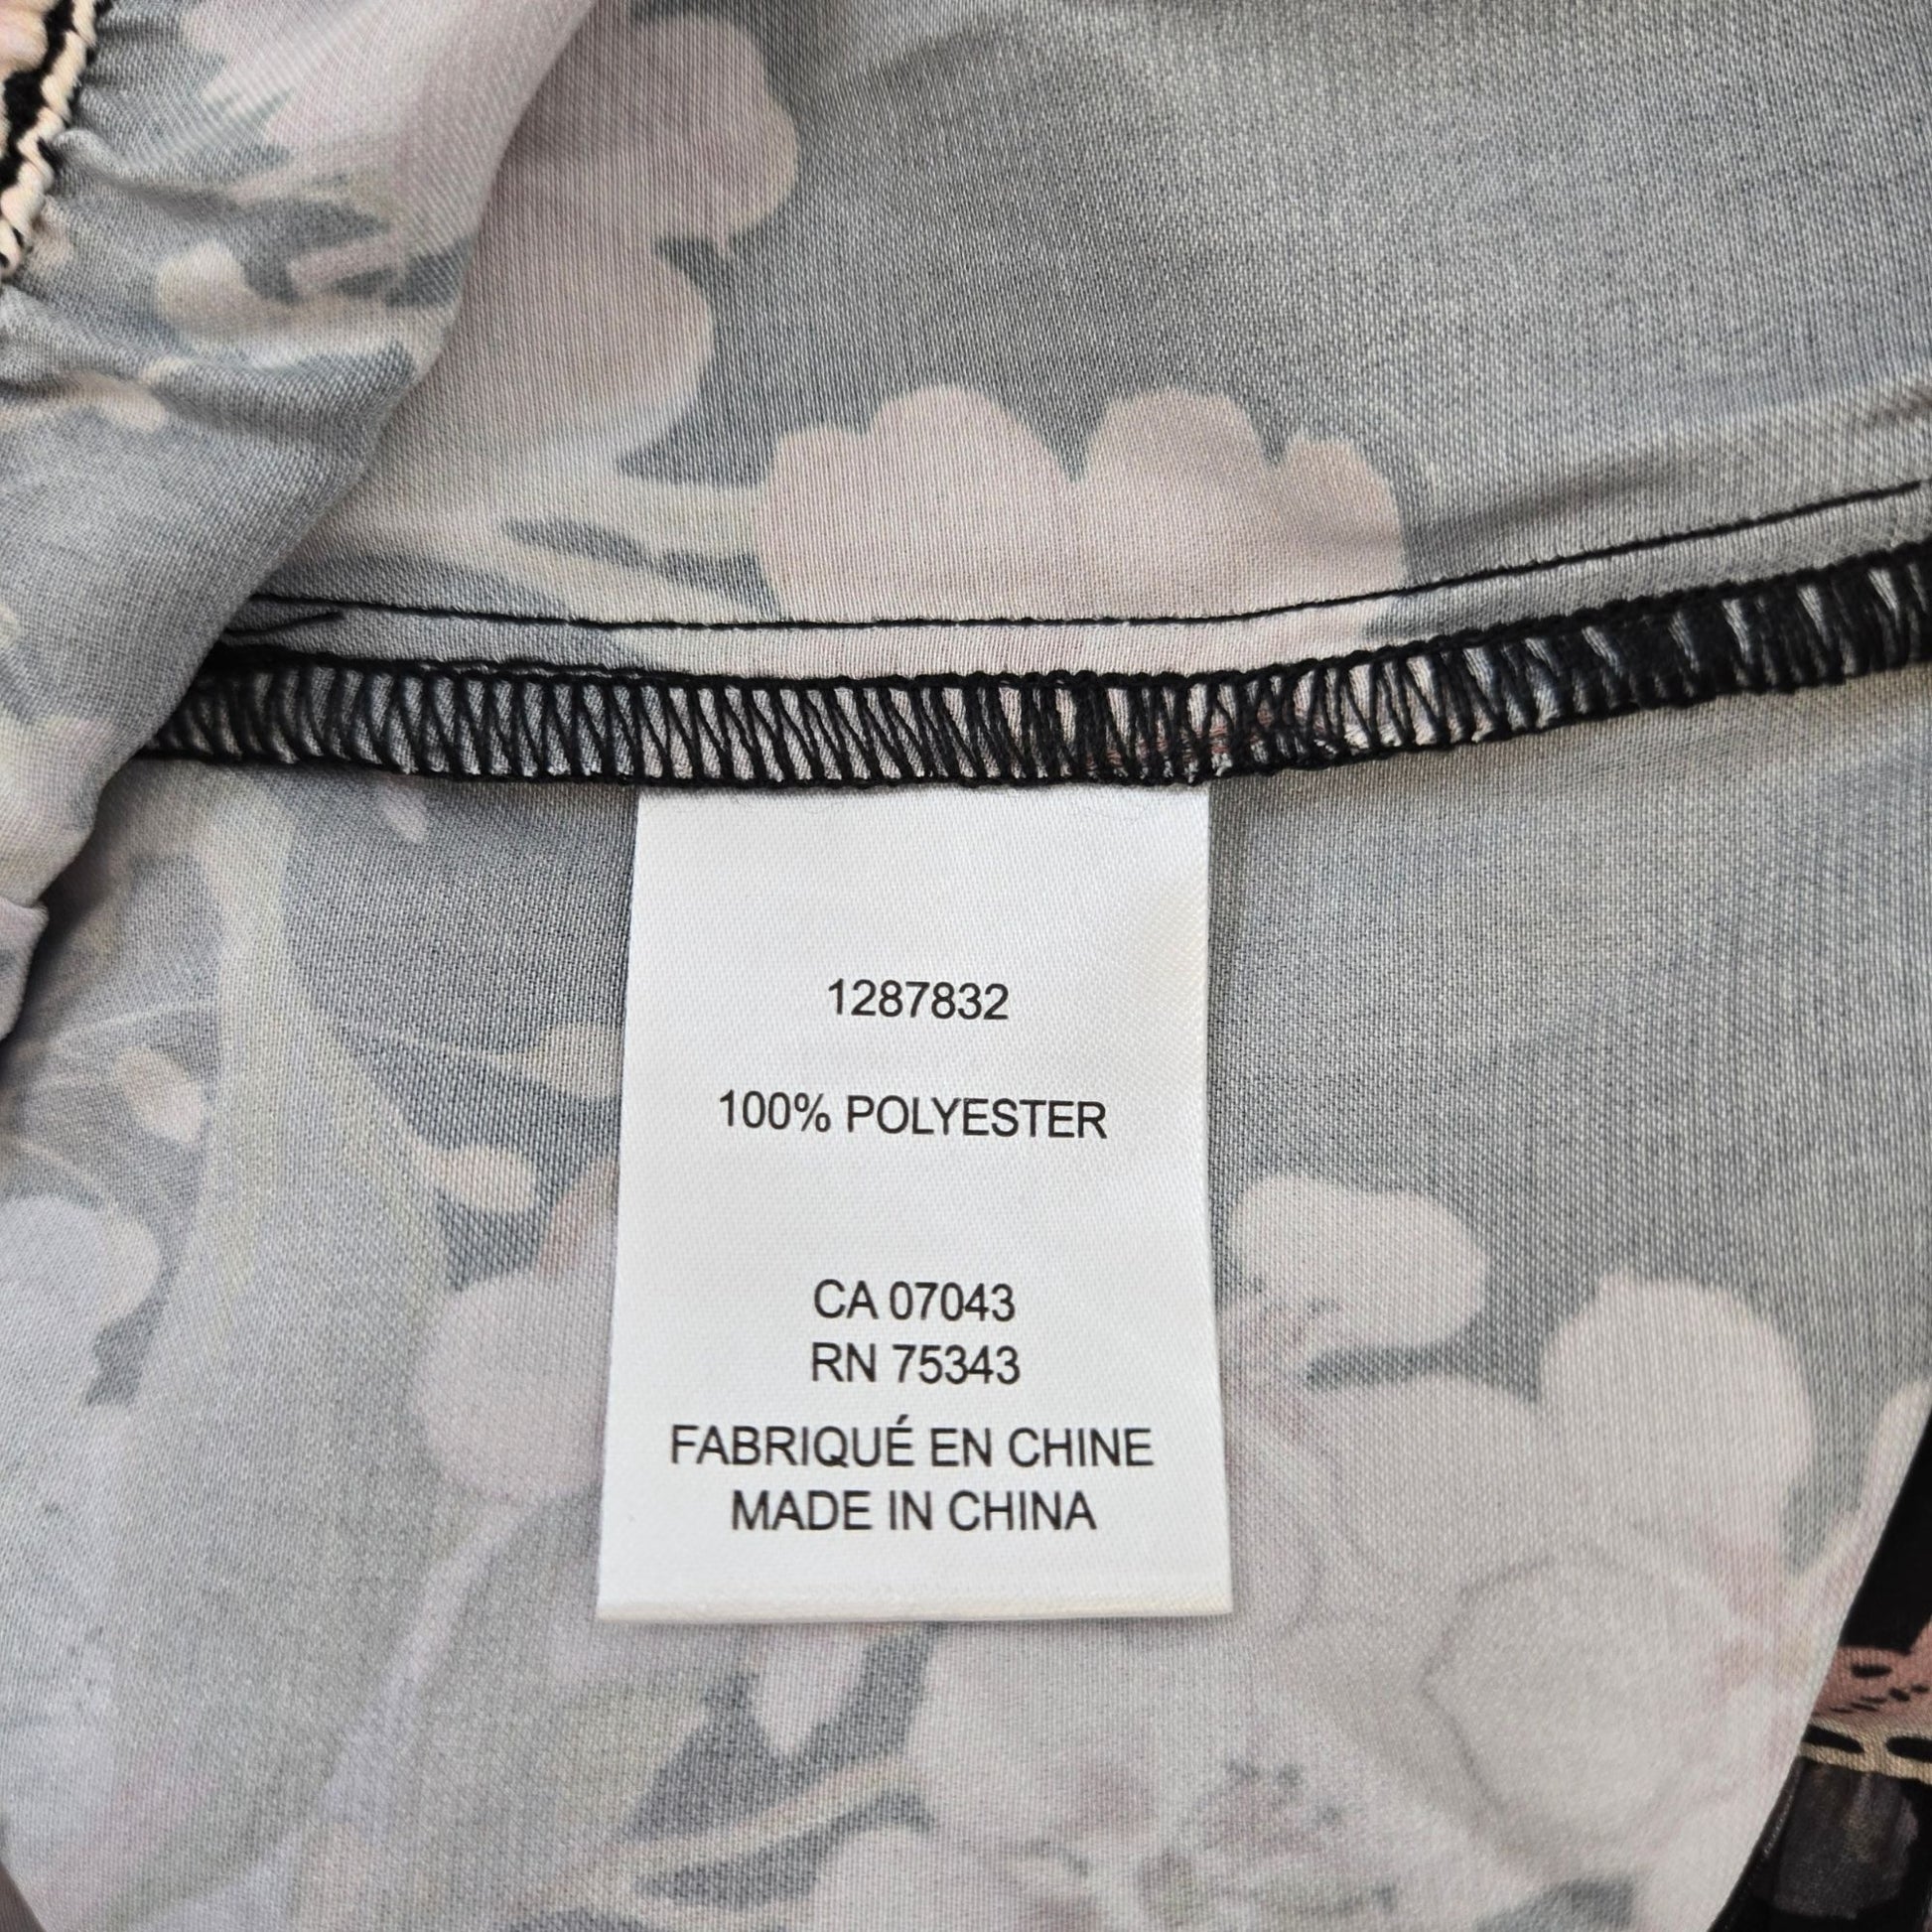 1287832
100% POLYESTER
CA 07043
RN 75343
FABRIQUÉ EN CHINE
MADE IN CHINA